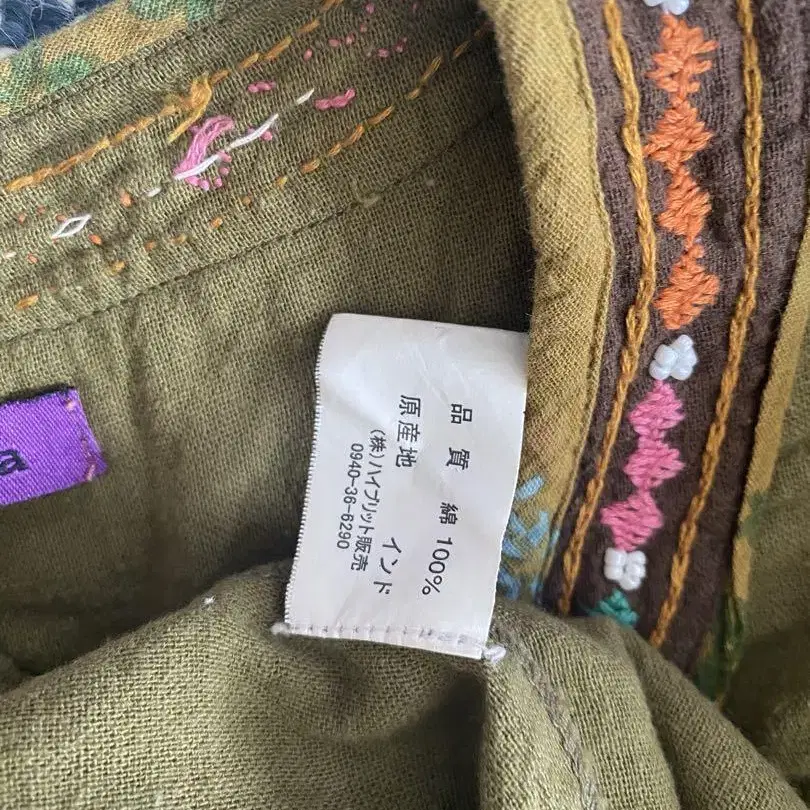 品質 綿 100%
原産地 インド
(株)ハイブリット販売
0940-36-6290